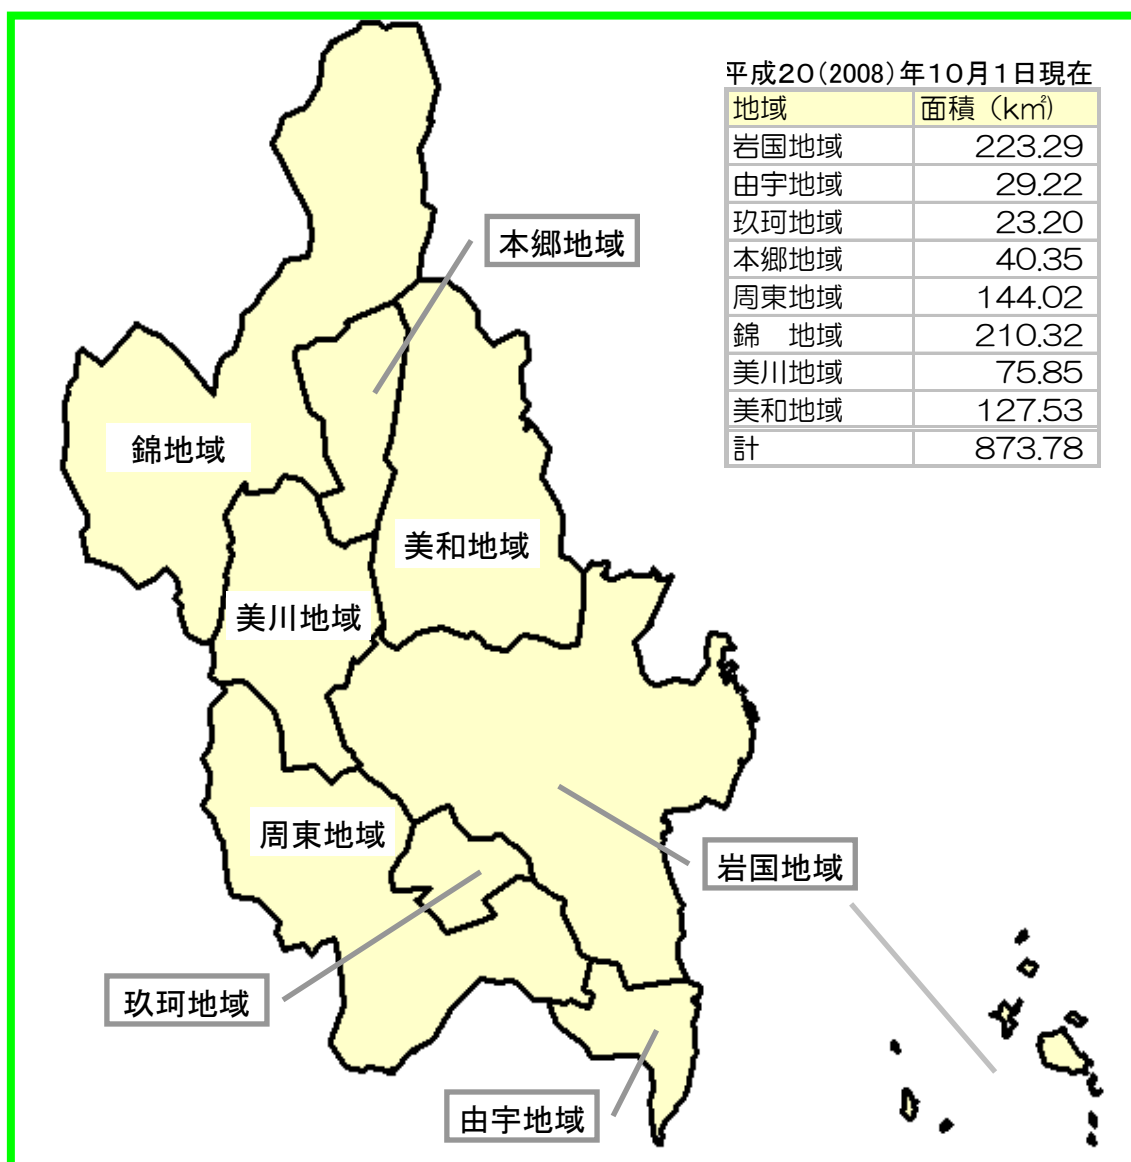 平成20(2008)年10月1日現在
地域 面積（km²）
岩国地域 223.29
由宇地域 29.22
玖珂地域 23.20
本郷地域 40.35
周東地域 144.02
錦　地域 210.32
美川地域 75.85
美和地域 127.53
計 873.78
本郷地域
錦地域
美和地域
美川地域
周東地域
岩国地域
玖珂地域
由宇地域